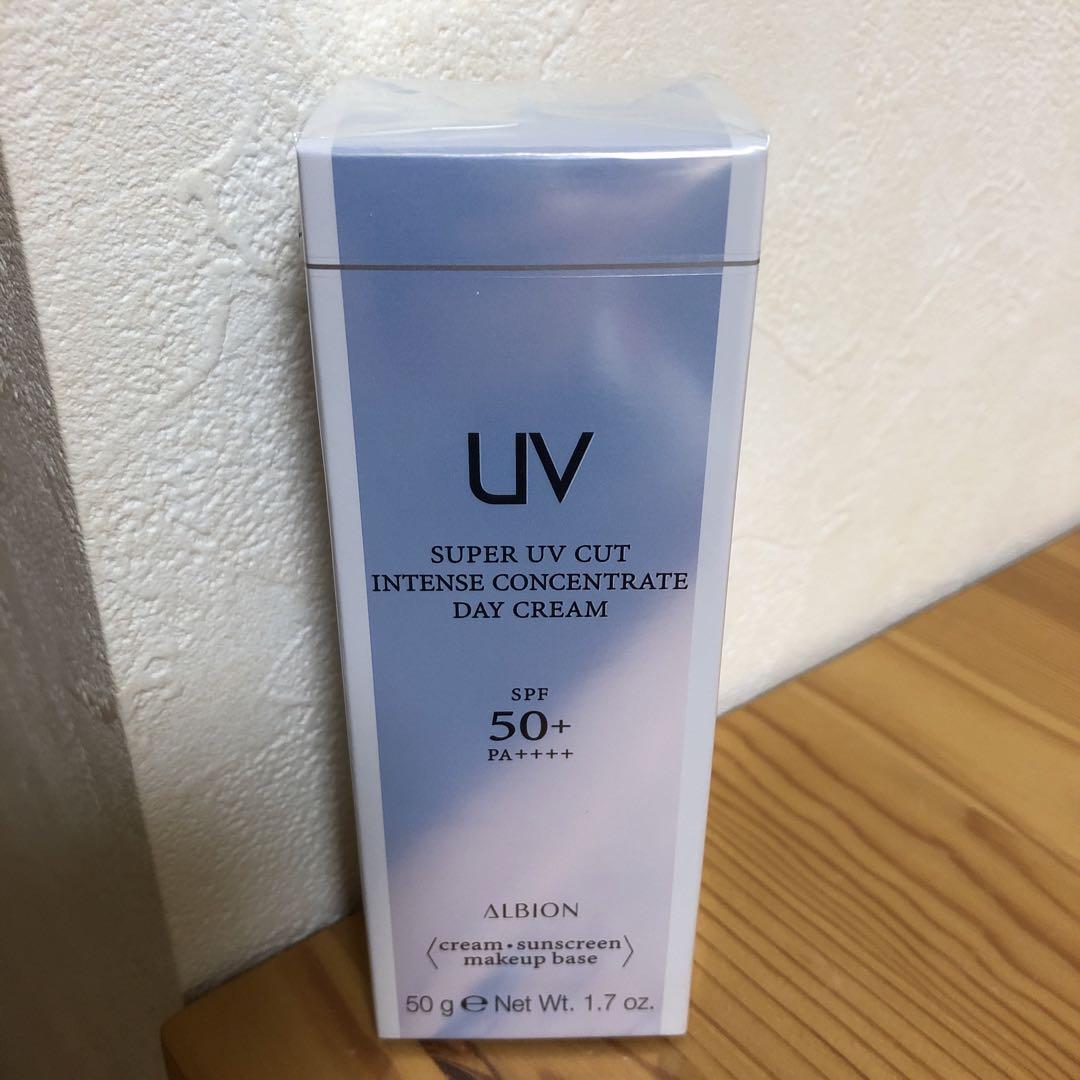 UV
SUPER UV CUT
INTENSE CONCENTRATE
DAY CREAM
SPF
50+
PA++++
ALBION
〈cream・sunscreen
makeup base〉
50 g ℮ Net Wt. 1.7 oz.